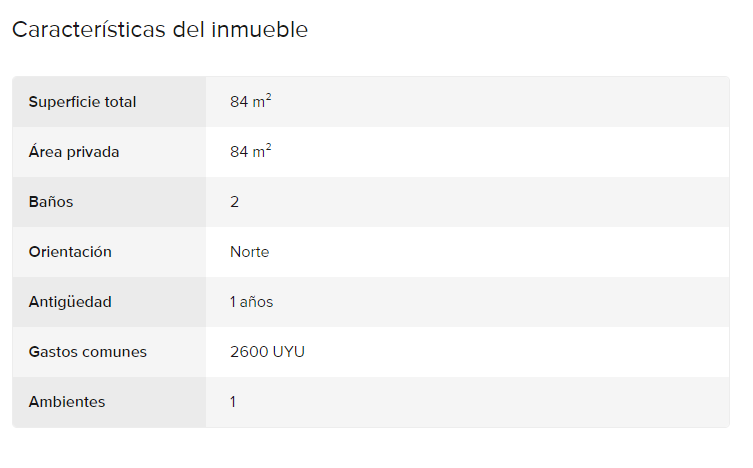 Características del inmueble
Superficie total 84 m²
Área privada 84 m²
Baños 2
Orientación Norte
Antigüedad 1 años
Gastos comunes 2600 UYU
Ambientes 1